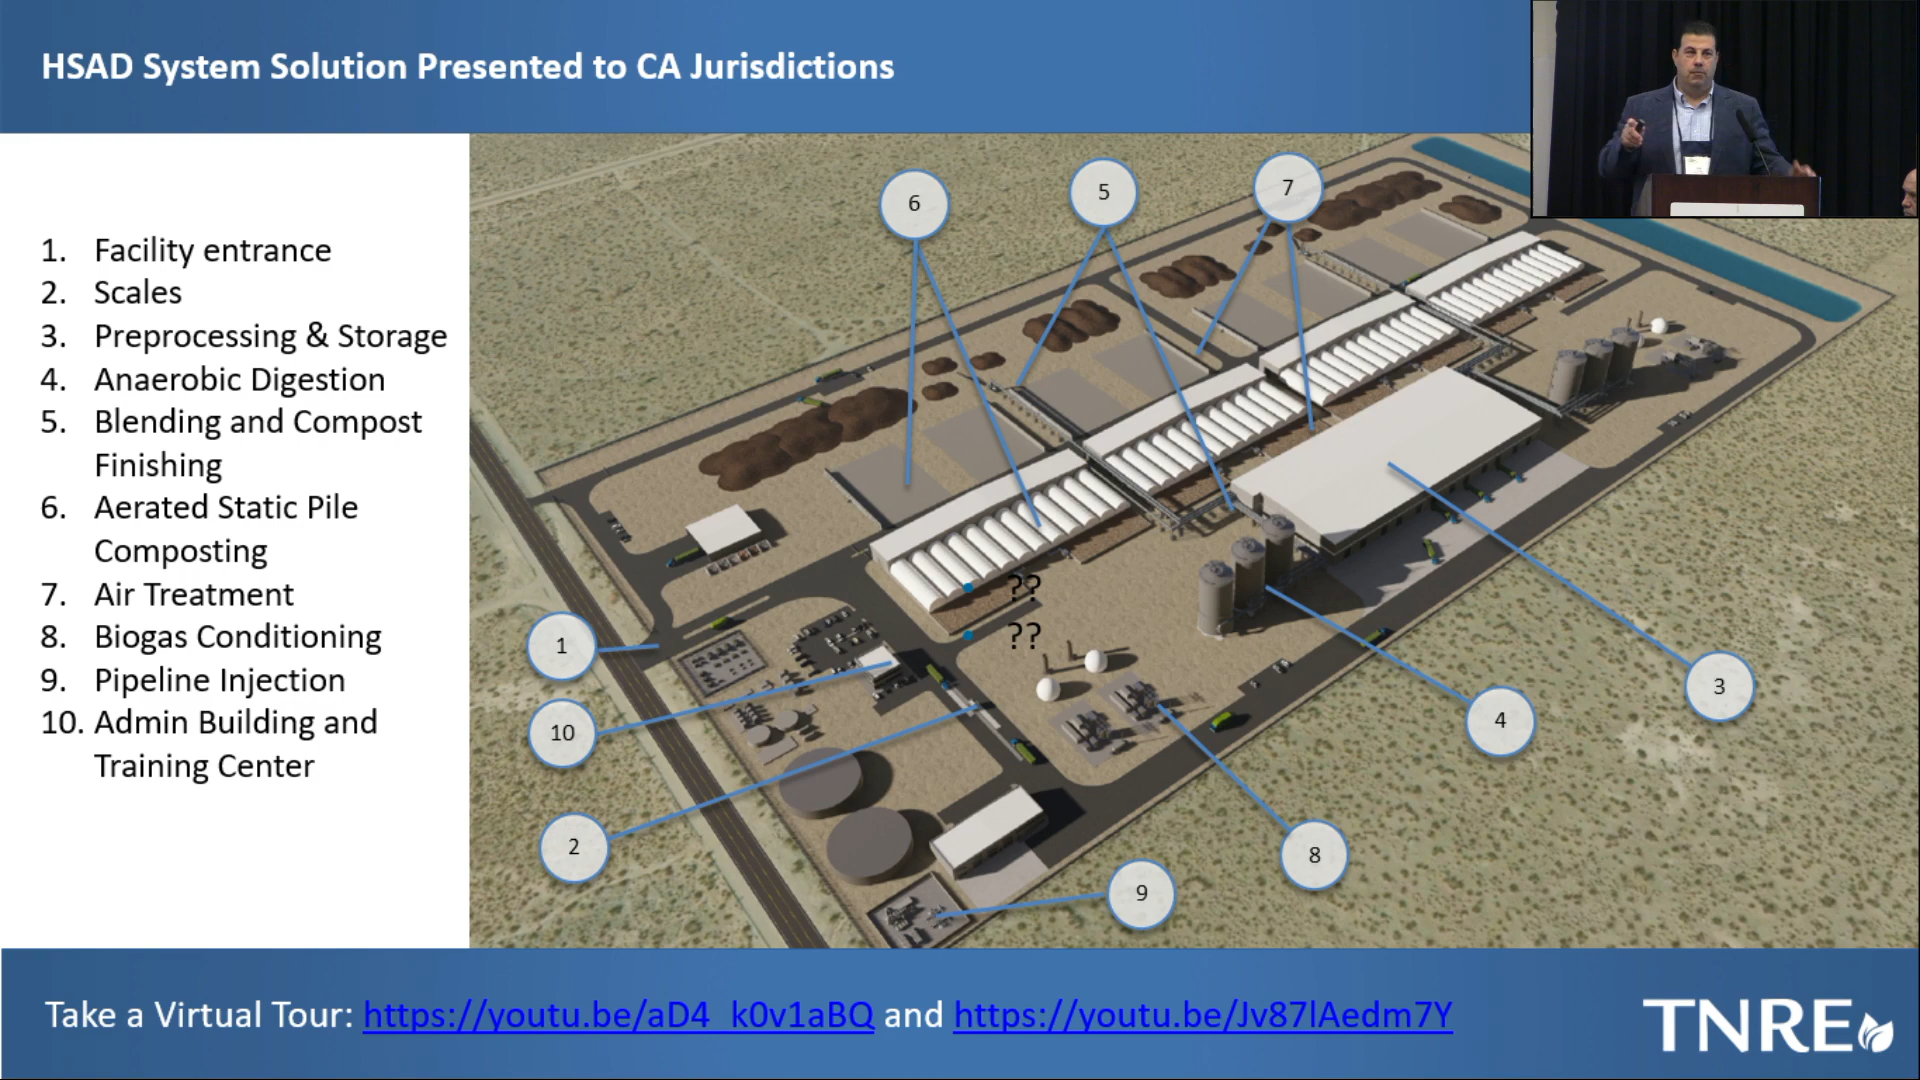 HSAD System Solution Presented to CA Jurisdictions
1. Facility entrance
2. Scales
3. Preprocessing & Storage
4. Anaerobic Digestion
5. Blending and Compost
Finishing
6. Aerated Static Pile
Composting
7. Air Treatment
8. Biogas Conditioning
9. Pipeline Injection
10. Admin Building and
Training Center
6
5
7
??
??
1
10
2
3
4
8
9
Take a Virtual Tour: https://youtu.be/aD4_k0v1aBQ and https://youtu.be/Jv87lAedm7Y
TNRE